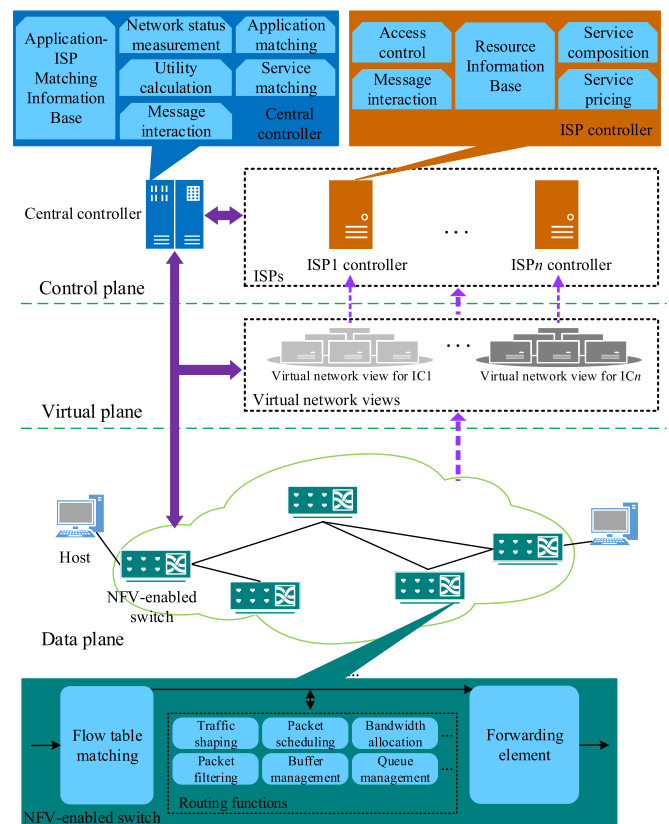 Application-
ISP
Matching
Information
Base
Network status
measurement
Application
matching
Utility
calculation
Service
matching
Message
interaction
Central
controller
Access
control
Message
interaction
Resource
Information
Base
Service
composition
Service
pricing
ISP controller
Central controller
ISP1 controller
...
ISPn controller
ISPs
Control plane
...
Virtual network view for IC1
Virtual network view for ICn
Virtual network views
Virtual plane
Host
NFV-enabled
switch
Data plane
...
Flow table
matching
Traffic
shaping
Packet
scheduling
Bandwidth
allocation
...
Packet
filtering
Buffer
management
Queue
management
...
Routing functions
Forwarding
element
NFV-enabled switch